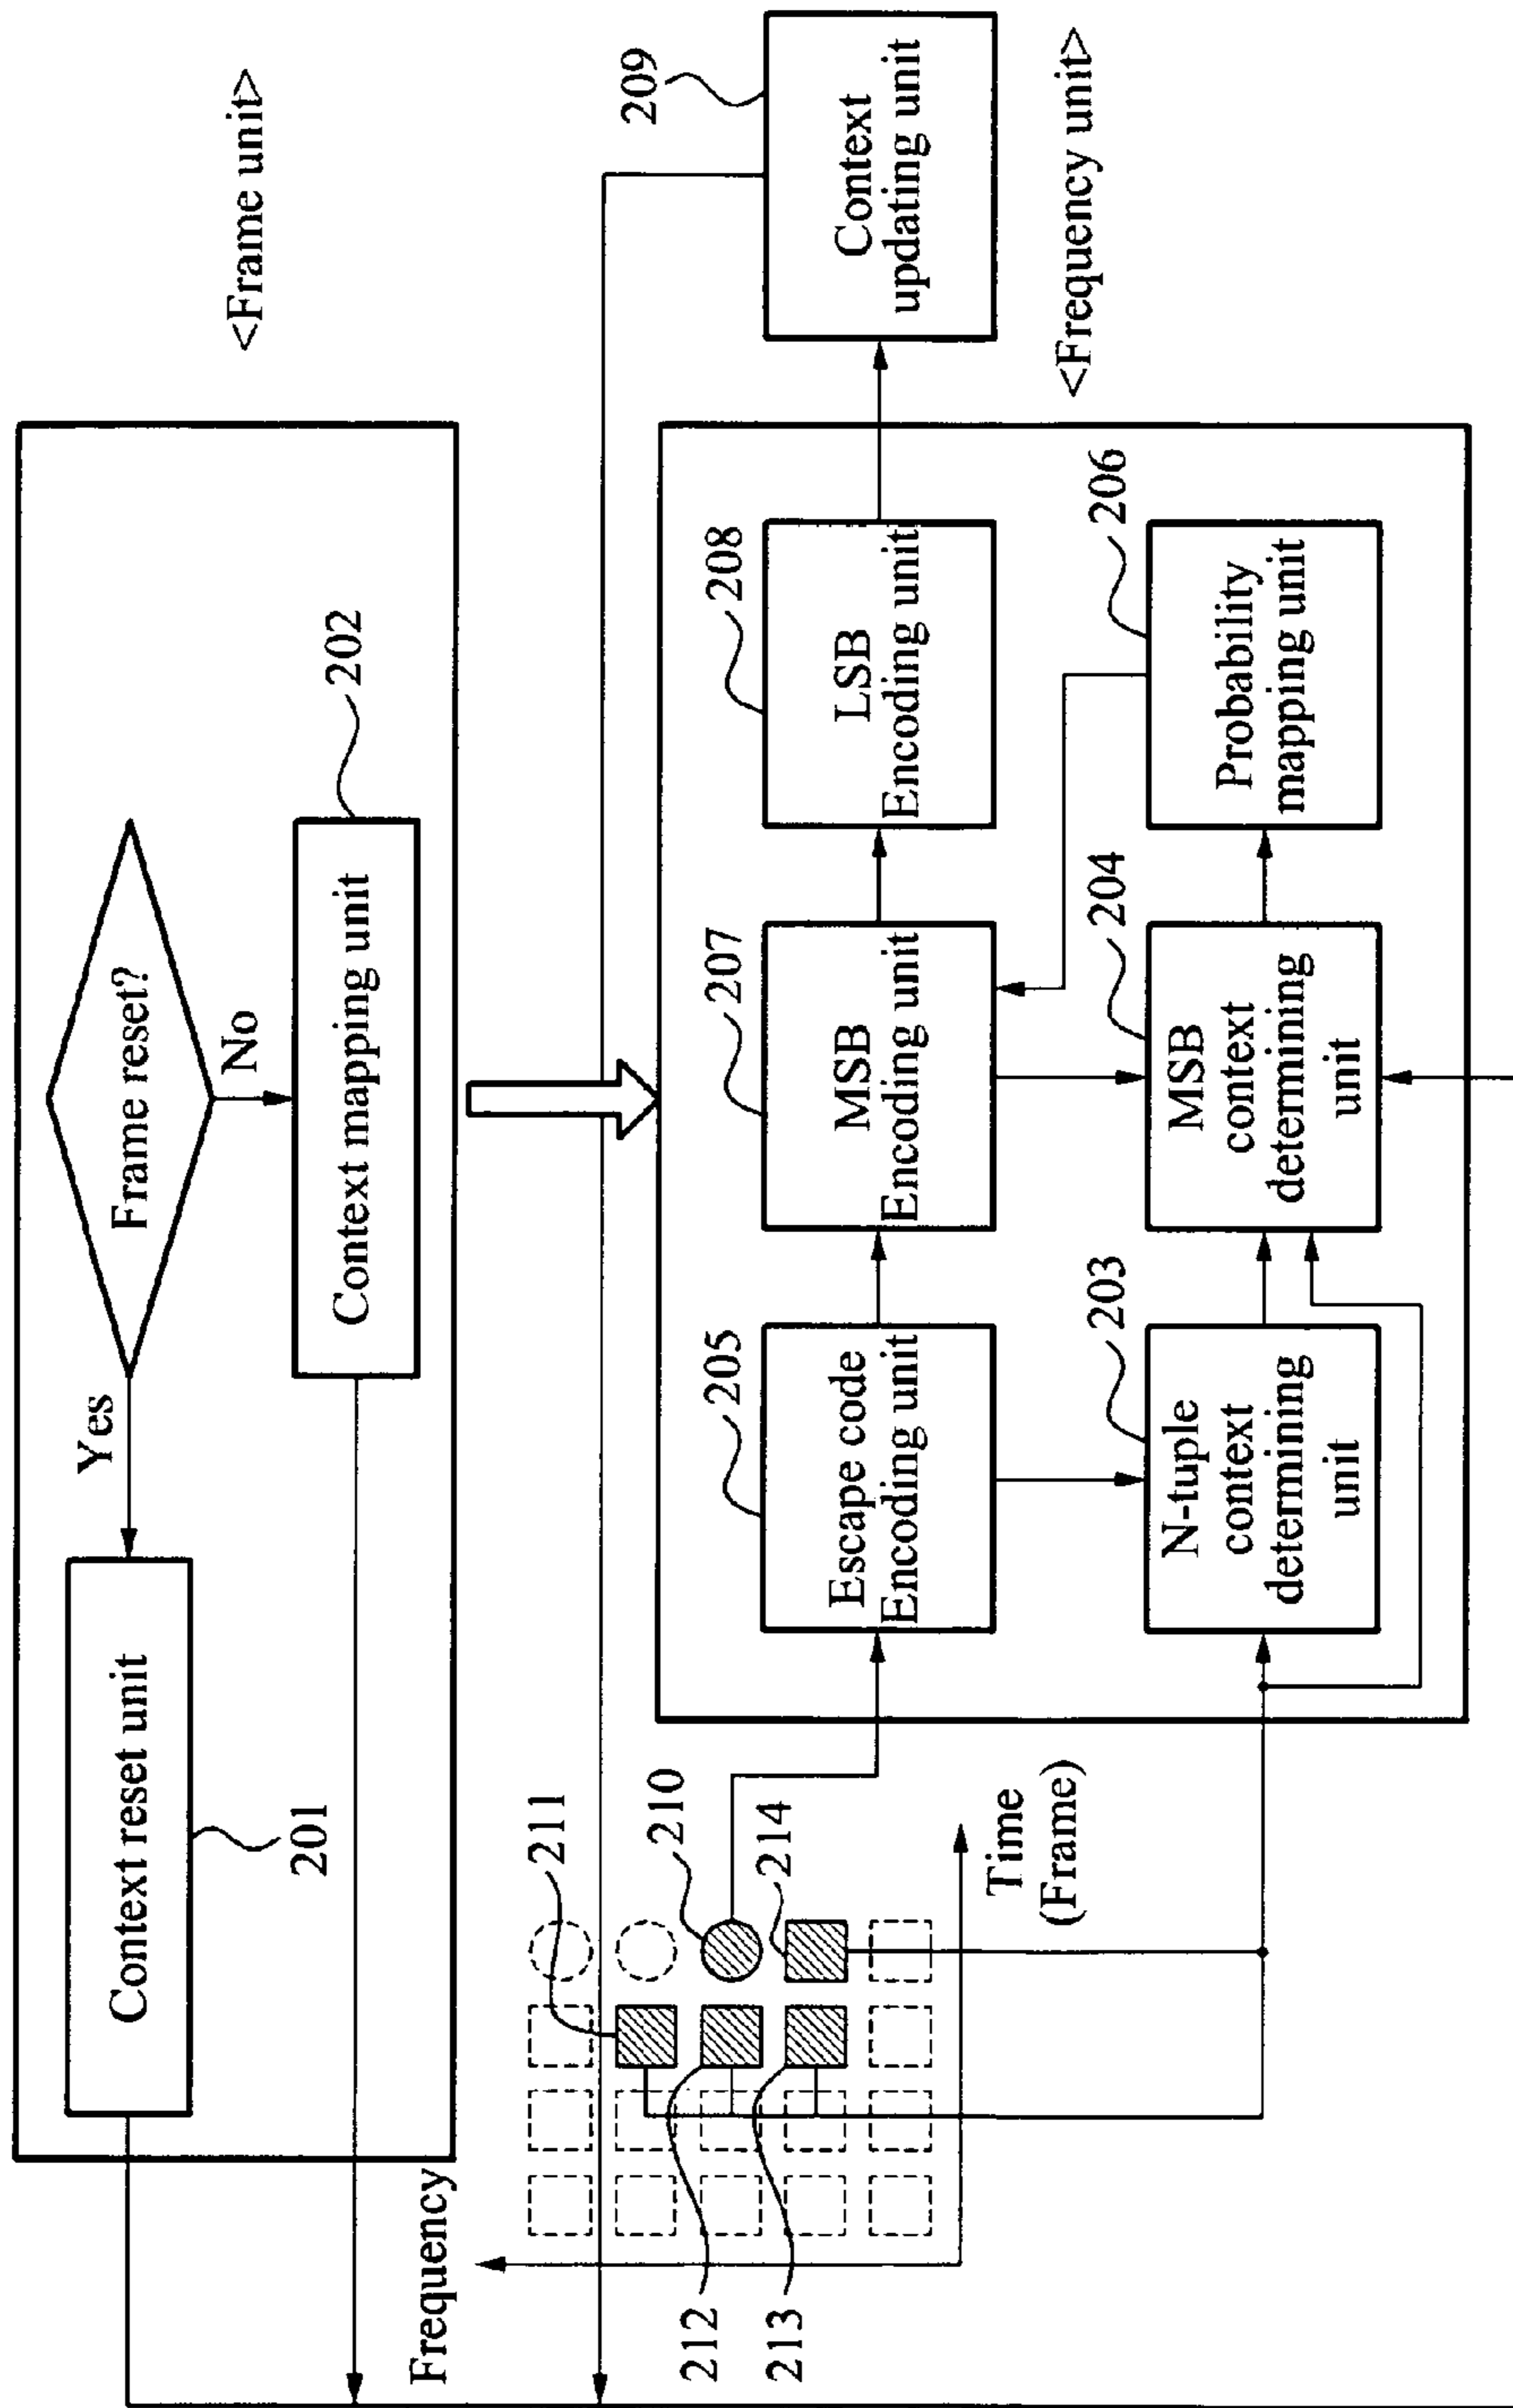 <Frame unit>
Frame reset?
Yes
No
Context reset unit
201
Context mapping unit
202
Frequency
211
210
214
212
213
Time
(Frame)
205
Escape code
Encoding unit
207
MSB
Encoding unit
208
LSB
Encoding unit
209
Context
updating unit
203
N-tuple
context
determining
unit
204
MSB
context
determining
unit
206
Probability
mapping unit
<Frequency unit>